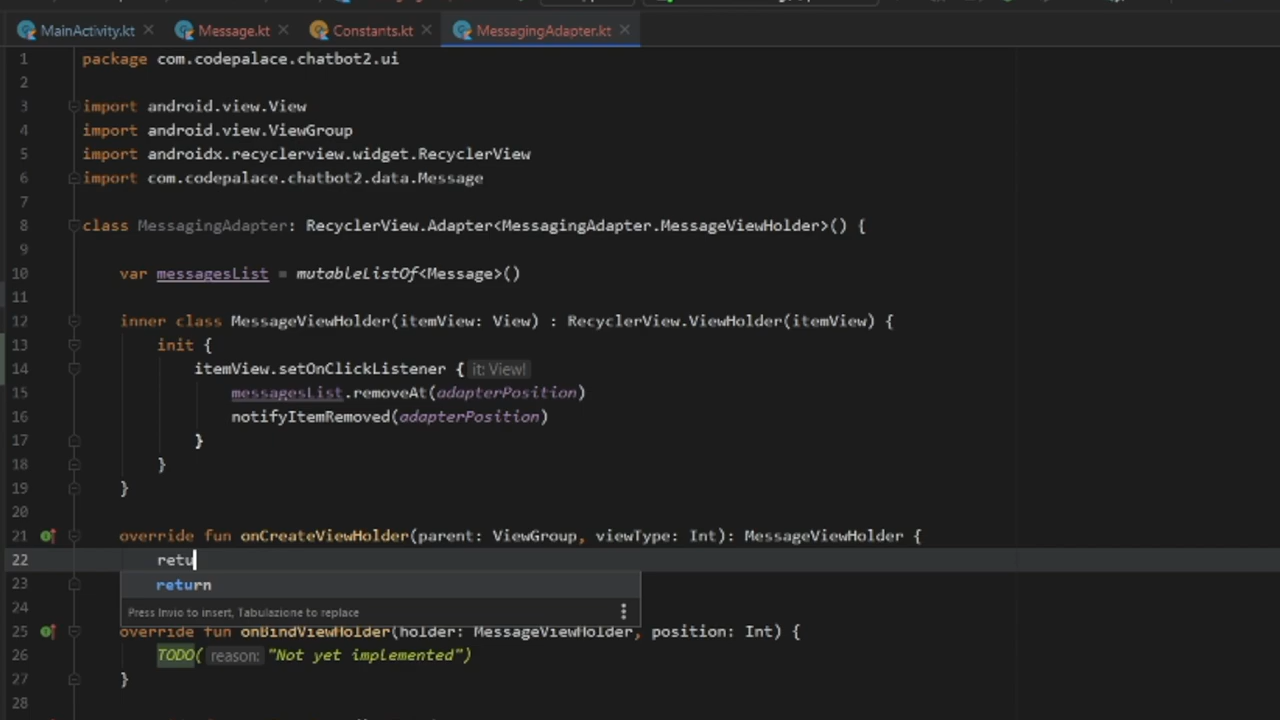 MainActivity.kt Message.kt Constants.kt MessagingAdapter.kt
1 package com.codepalace.chatbot2.ui
2
3 import android.view.View
4 import android.view.ViewGroup
5 import androidx.recyclerview.widget.RecyclerView
6 import com.codepalace.chatbot2.data.Message
7
8 class MessagingAdapter: RecyclerView.Adapter<MessagingAdapter.MessageViewHolder>() {
9
10 var messagesList = mutableListOf<Message>()
11
12 inner class MessageViewHolder(itemView: View) : RecyclerView.ViewHolder(itemView) {
13 init {
14 itemView.setOnClickListener { it: View!
15 messagesList.removeAt(adapterPosition)
16 notifyItemRemoved(adapterPosition)
17 }
18 }
19 }
20
21 override fun onCreateViewHolder(parent: ViewGroup, viewType: Int): MessageViewHolder {
22 retu
23 return
24 Press Invio to insert, Tabulazione to replace
25 override fun onBindViewHolder(holder: MessageViewHolder, position: Int) {
26 TODO( reason: "Not yet implemented")
27 }
28